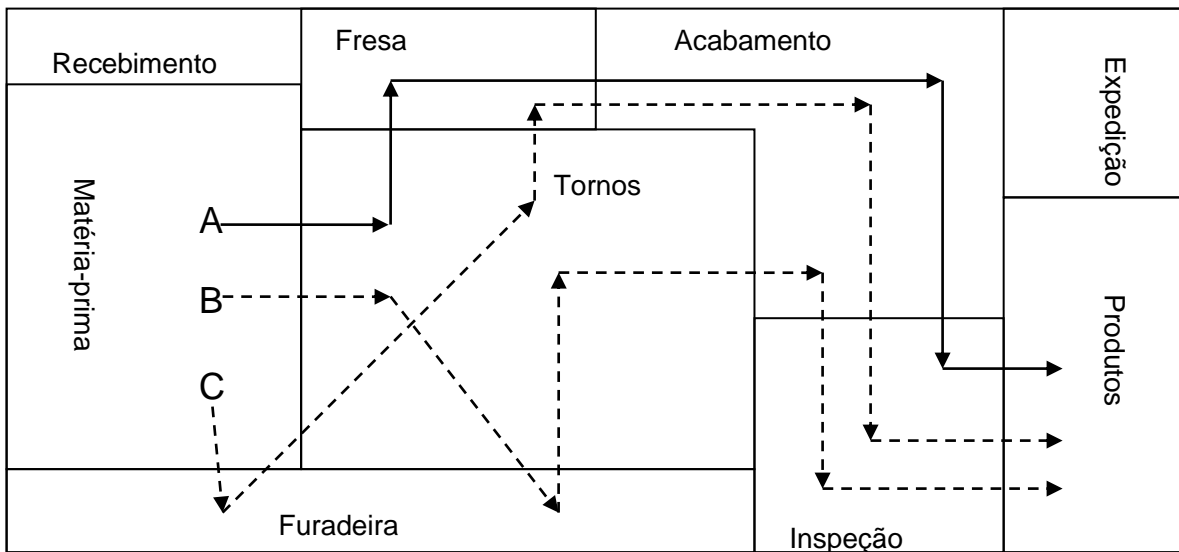 Recebimento
Fresa
Acabamento
Expedição
Matéria-prima
Tornos
A
B
C
Produtos
Furadeira
Inspeção